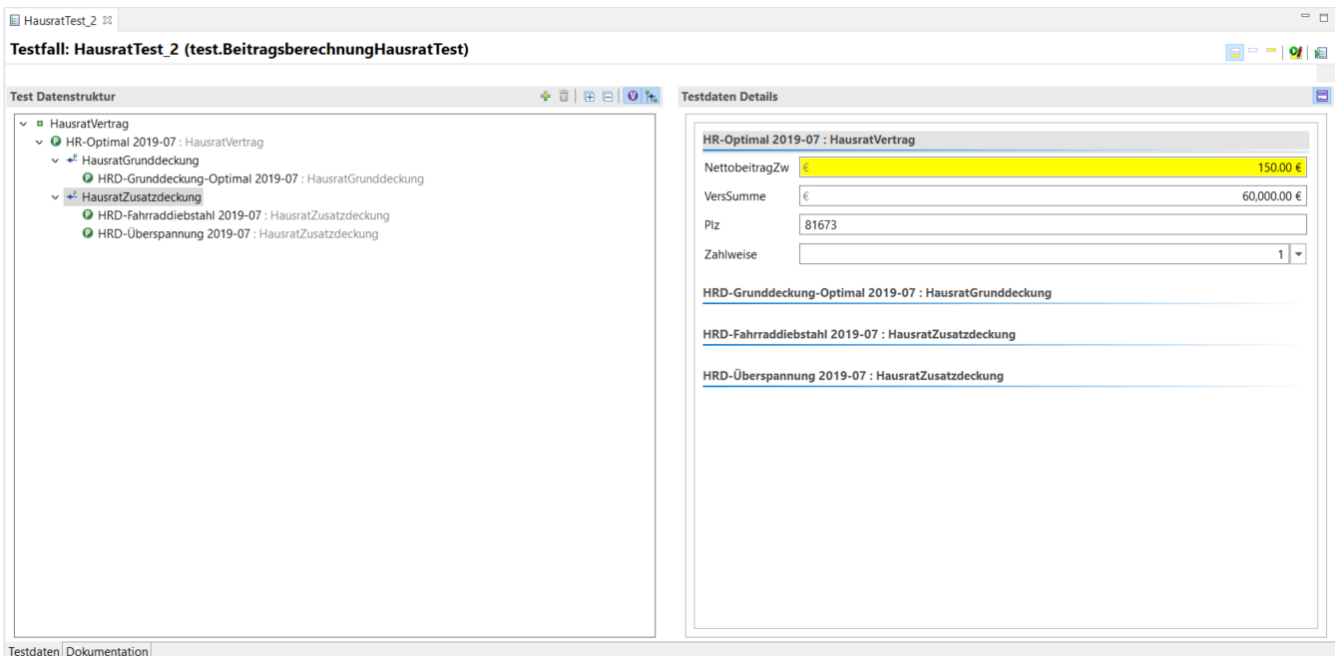 HausratTest_2
Testfall: HausratTest_2 (test.BeitragsberechnungHausratTest)
Test Datenstruktur
HausratVertrag
HR-Optimal 2019-07 : HausratVertrag
HausratGrunddeckung
HRD-Grunddeckung-Optimal 2019-07 : HausratGrunddeckung
HausratZusatzdeckung
HRD-Fahrraddiebstahl 2019-07 : HausratZusatzdeckung
HRD-Überspannung 2019-07 : HausratZusatzdeckung
Testdaten Details
HR-Optimal 2019-07 : HausratVertrag
NettobeitragZw € 150.00 €
VersSumme € 60,000.00 €
Plz 81673
Zahlweise 1
HRD-Grunddeckung-Optimal 2019-07 : HausratGrunddeckung
HRD-Fahrraddiebstahl 2019-07 : HausratZusatzdeckung
HRD-Überspannung 2019-07 : HausratZusatzdeckung
Testdaten Dokumentation